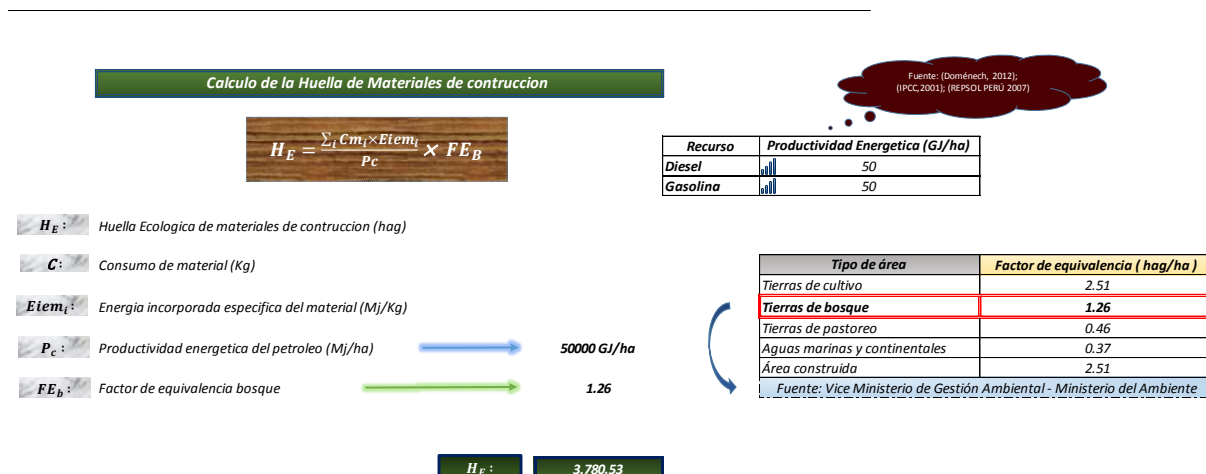 Calculo de la Huella de Materiales de contruccion
Fuente: (Doménech, 2012);
(IPCC,2001); (REPSOL PERÚ 2007)
H_E = ∑_i Cm_i×Eiem_i / Pc × FE_B
Recurso Productividad Energetica (GJ/ha)
Diesel 50
Gasolina 50
H_E : Huella Ecologica de materiales de contruccion (hag)
C: Consumo de material (Kg)
Eiem_i : Energia incorporada especifica del material (Mj/Kg)
P_c : Productividad energetica del petroleo (Mj/ha) 50000 GJ/ha
FE_b : Factor de equivalencia bosque 1.26
Tipo de área Factor de equivalencia ( hag/ha )
Tierras de cultivo 2.51
Tierras de bosque 1.26
Tierras de pastoreo 0.46
Aguas marinas y continentales 0.37
Área construida 2.51
Fuente: Vice Ministerio de Gestión Ambiental - Ministerio del Ambiente
H_E : 3,780.53